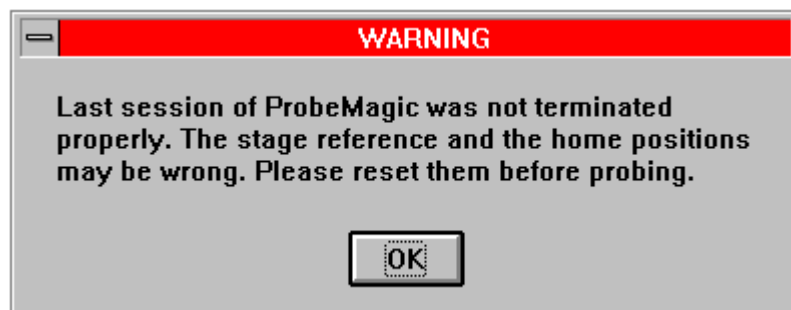 WARNING
Last session of ProbeMagic was not terminated
properly. The stage reference and the home positions
may be wrong. Please reset them before probing.
OK